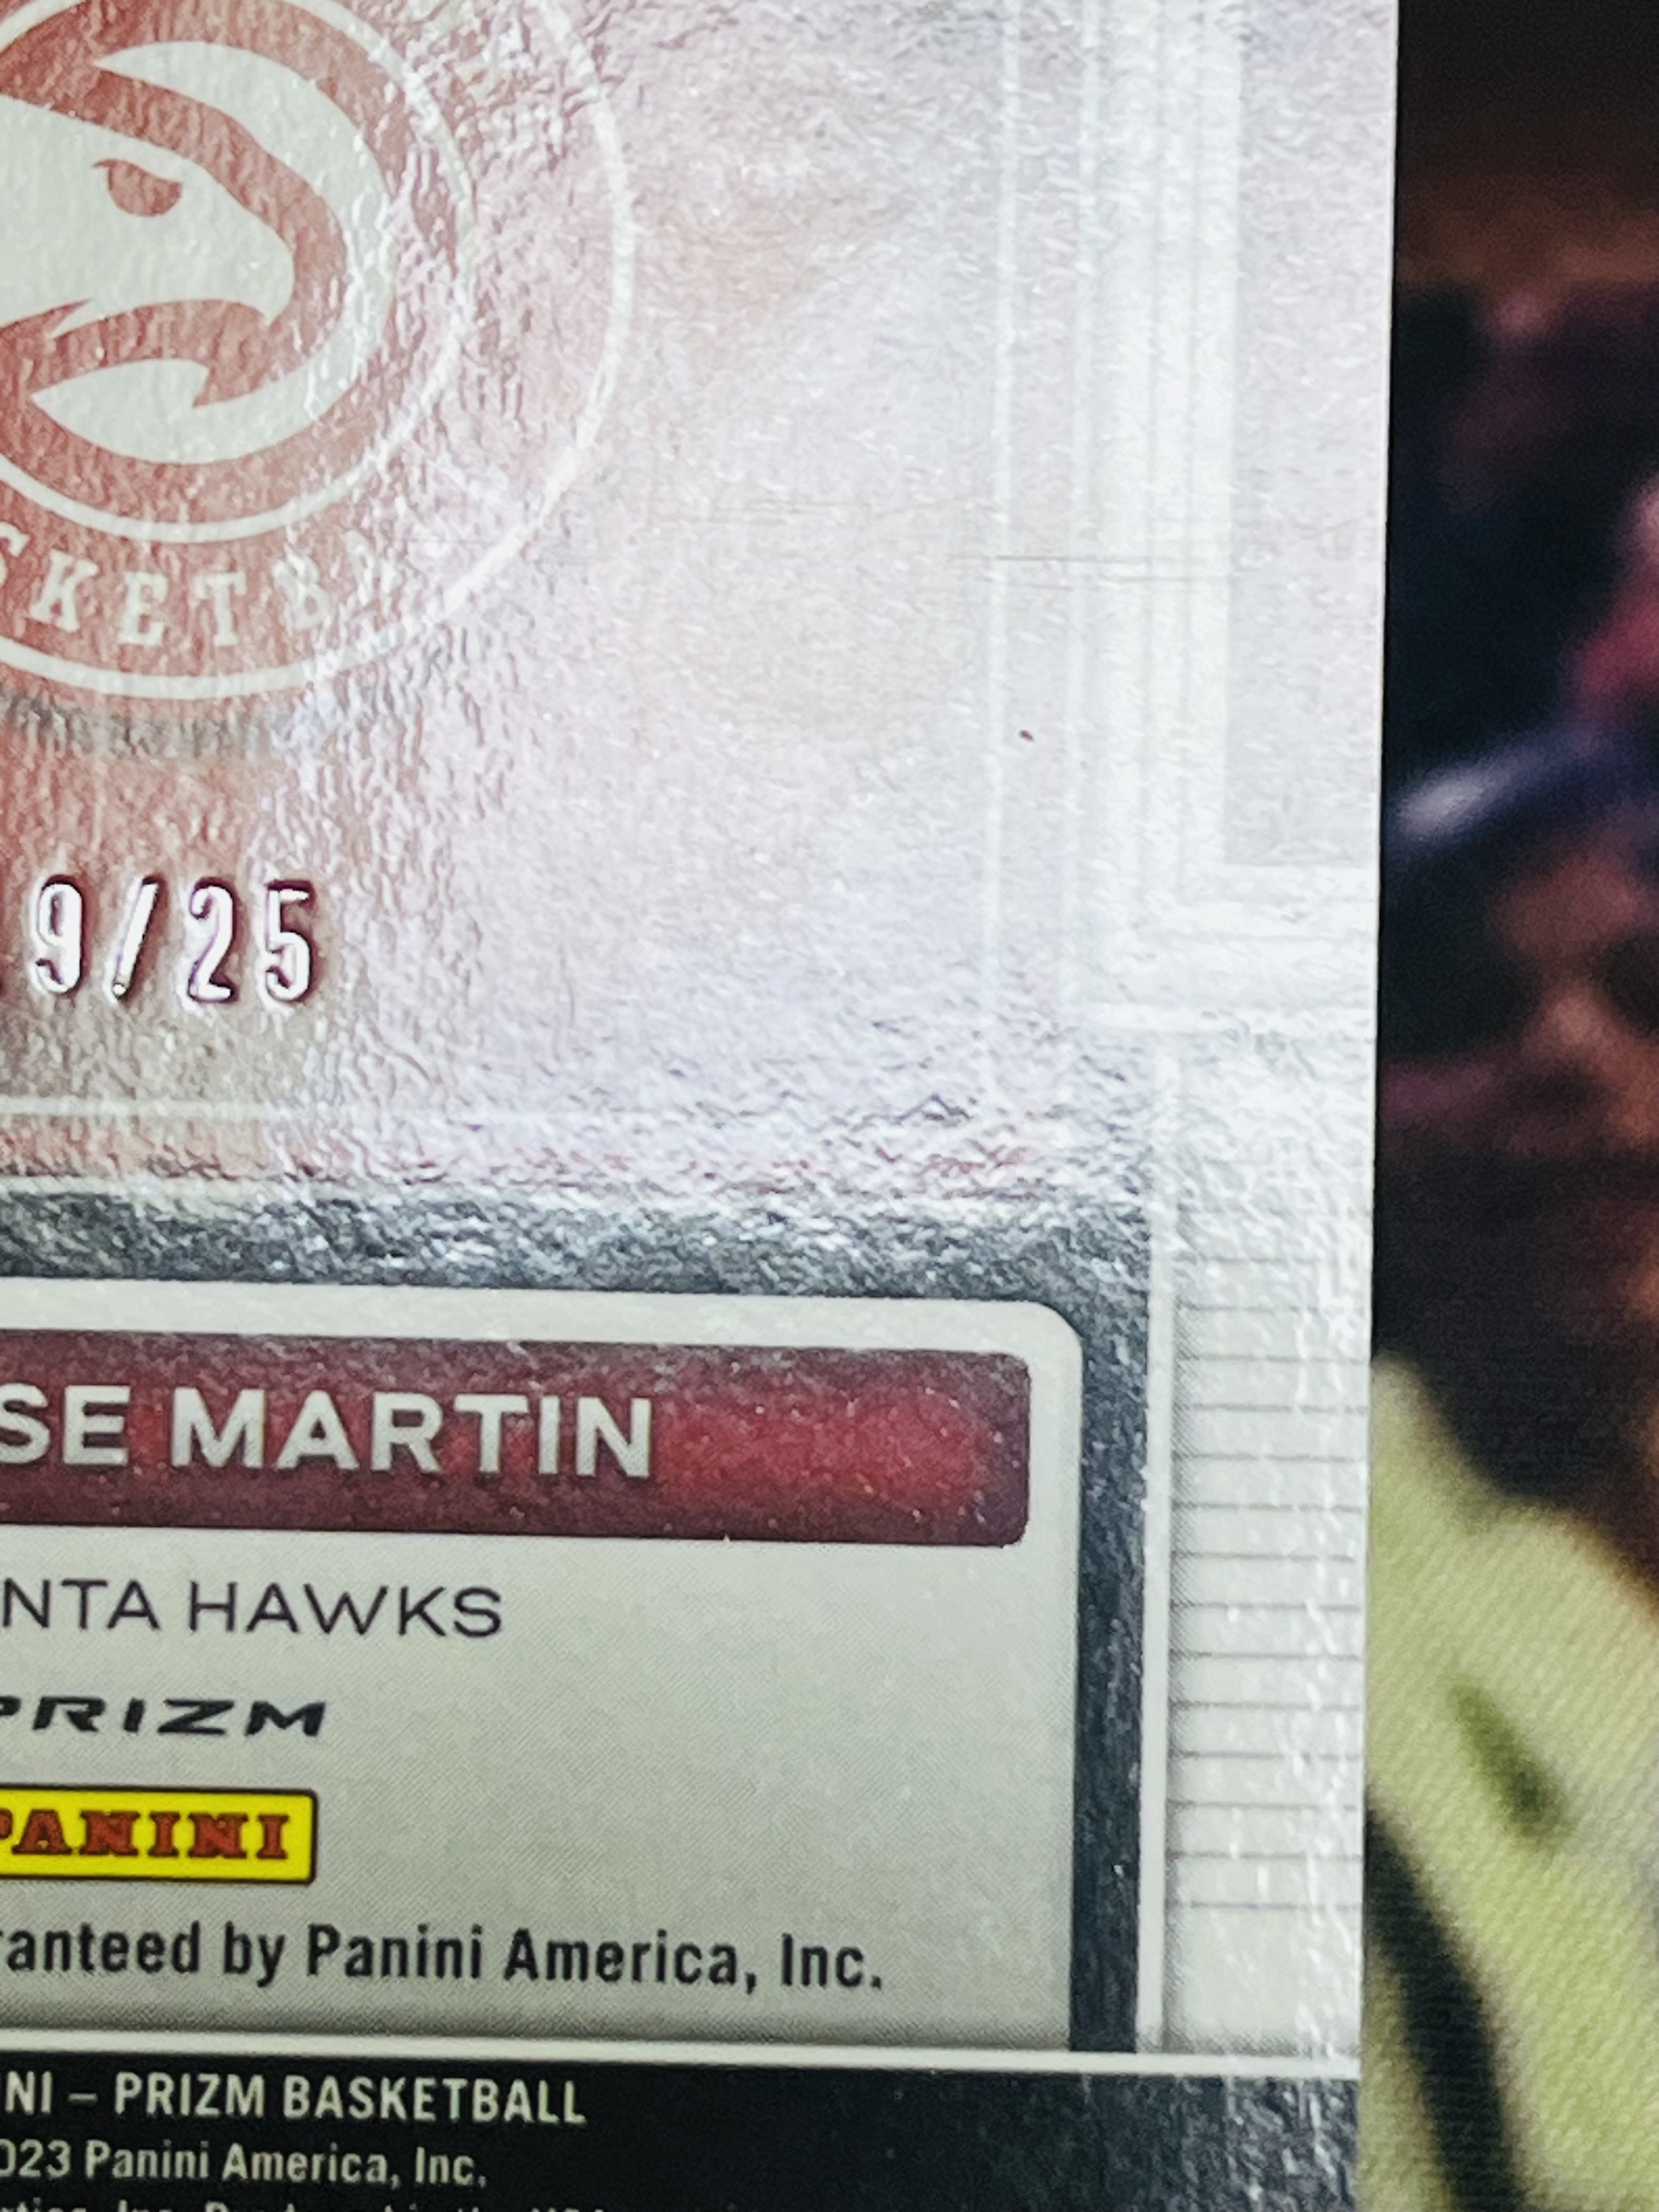 SKETBA
9/25
SE MARTIN
NTA HAWKS
PRIZM
PANINI
ranteed by Panini America, Inc.
NI – PRIZM BASKETBALL
023 Panini America, Inc.